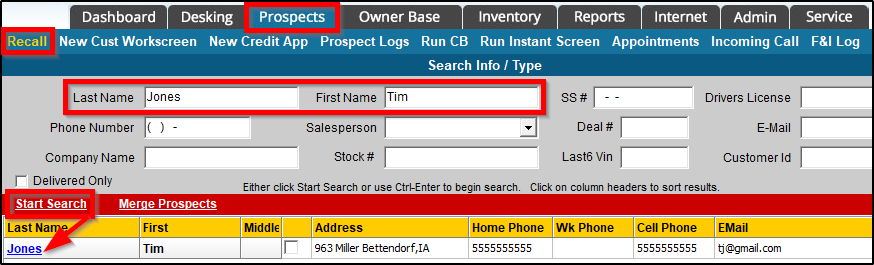 Dashboard Desking Prospects Owner Base Inventory Reports Internet Admin Service
Recall New Cust Workscreen New Credit App Prospect Logs Run CB Run Instant Screen Appointments Incoming Call F&I Log
Search Info / Type
Last Name Jones First Name Tim SS # - - Drivers License
Phone Number ( ) - Salesperson Deal # E-Mail
Company Name Stock # Last6 Vin Customer Id
Delivered Only Either click Start Search or use Ctrl-Enter to begin search. Click on column headers to sort results.
Start Search Merge Prospects
Last Name First Middle Address Home Phone Wk Phone Cell Phone EMail
Jones Tim 963 Miller Bettendorf,IA 5555555555 5555555555 tj@gmail.com